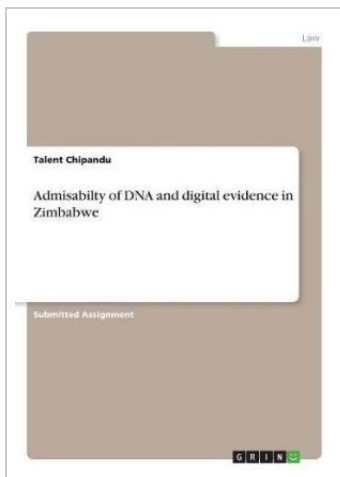 Law
Talent Chipandu
Admisabilty of DNA and digital evidence in
Zimbabwe
Submitted Assignment
GRIN